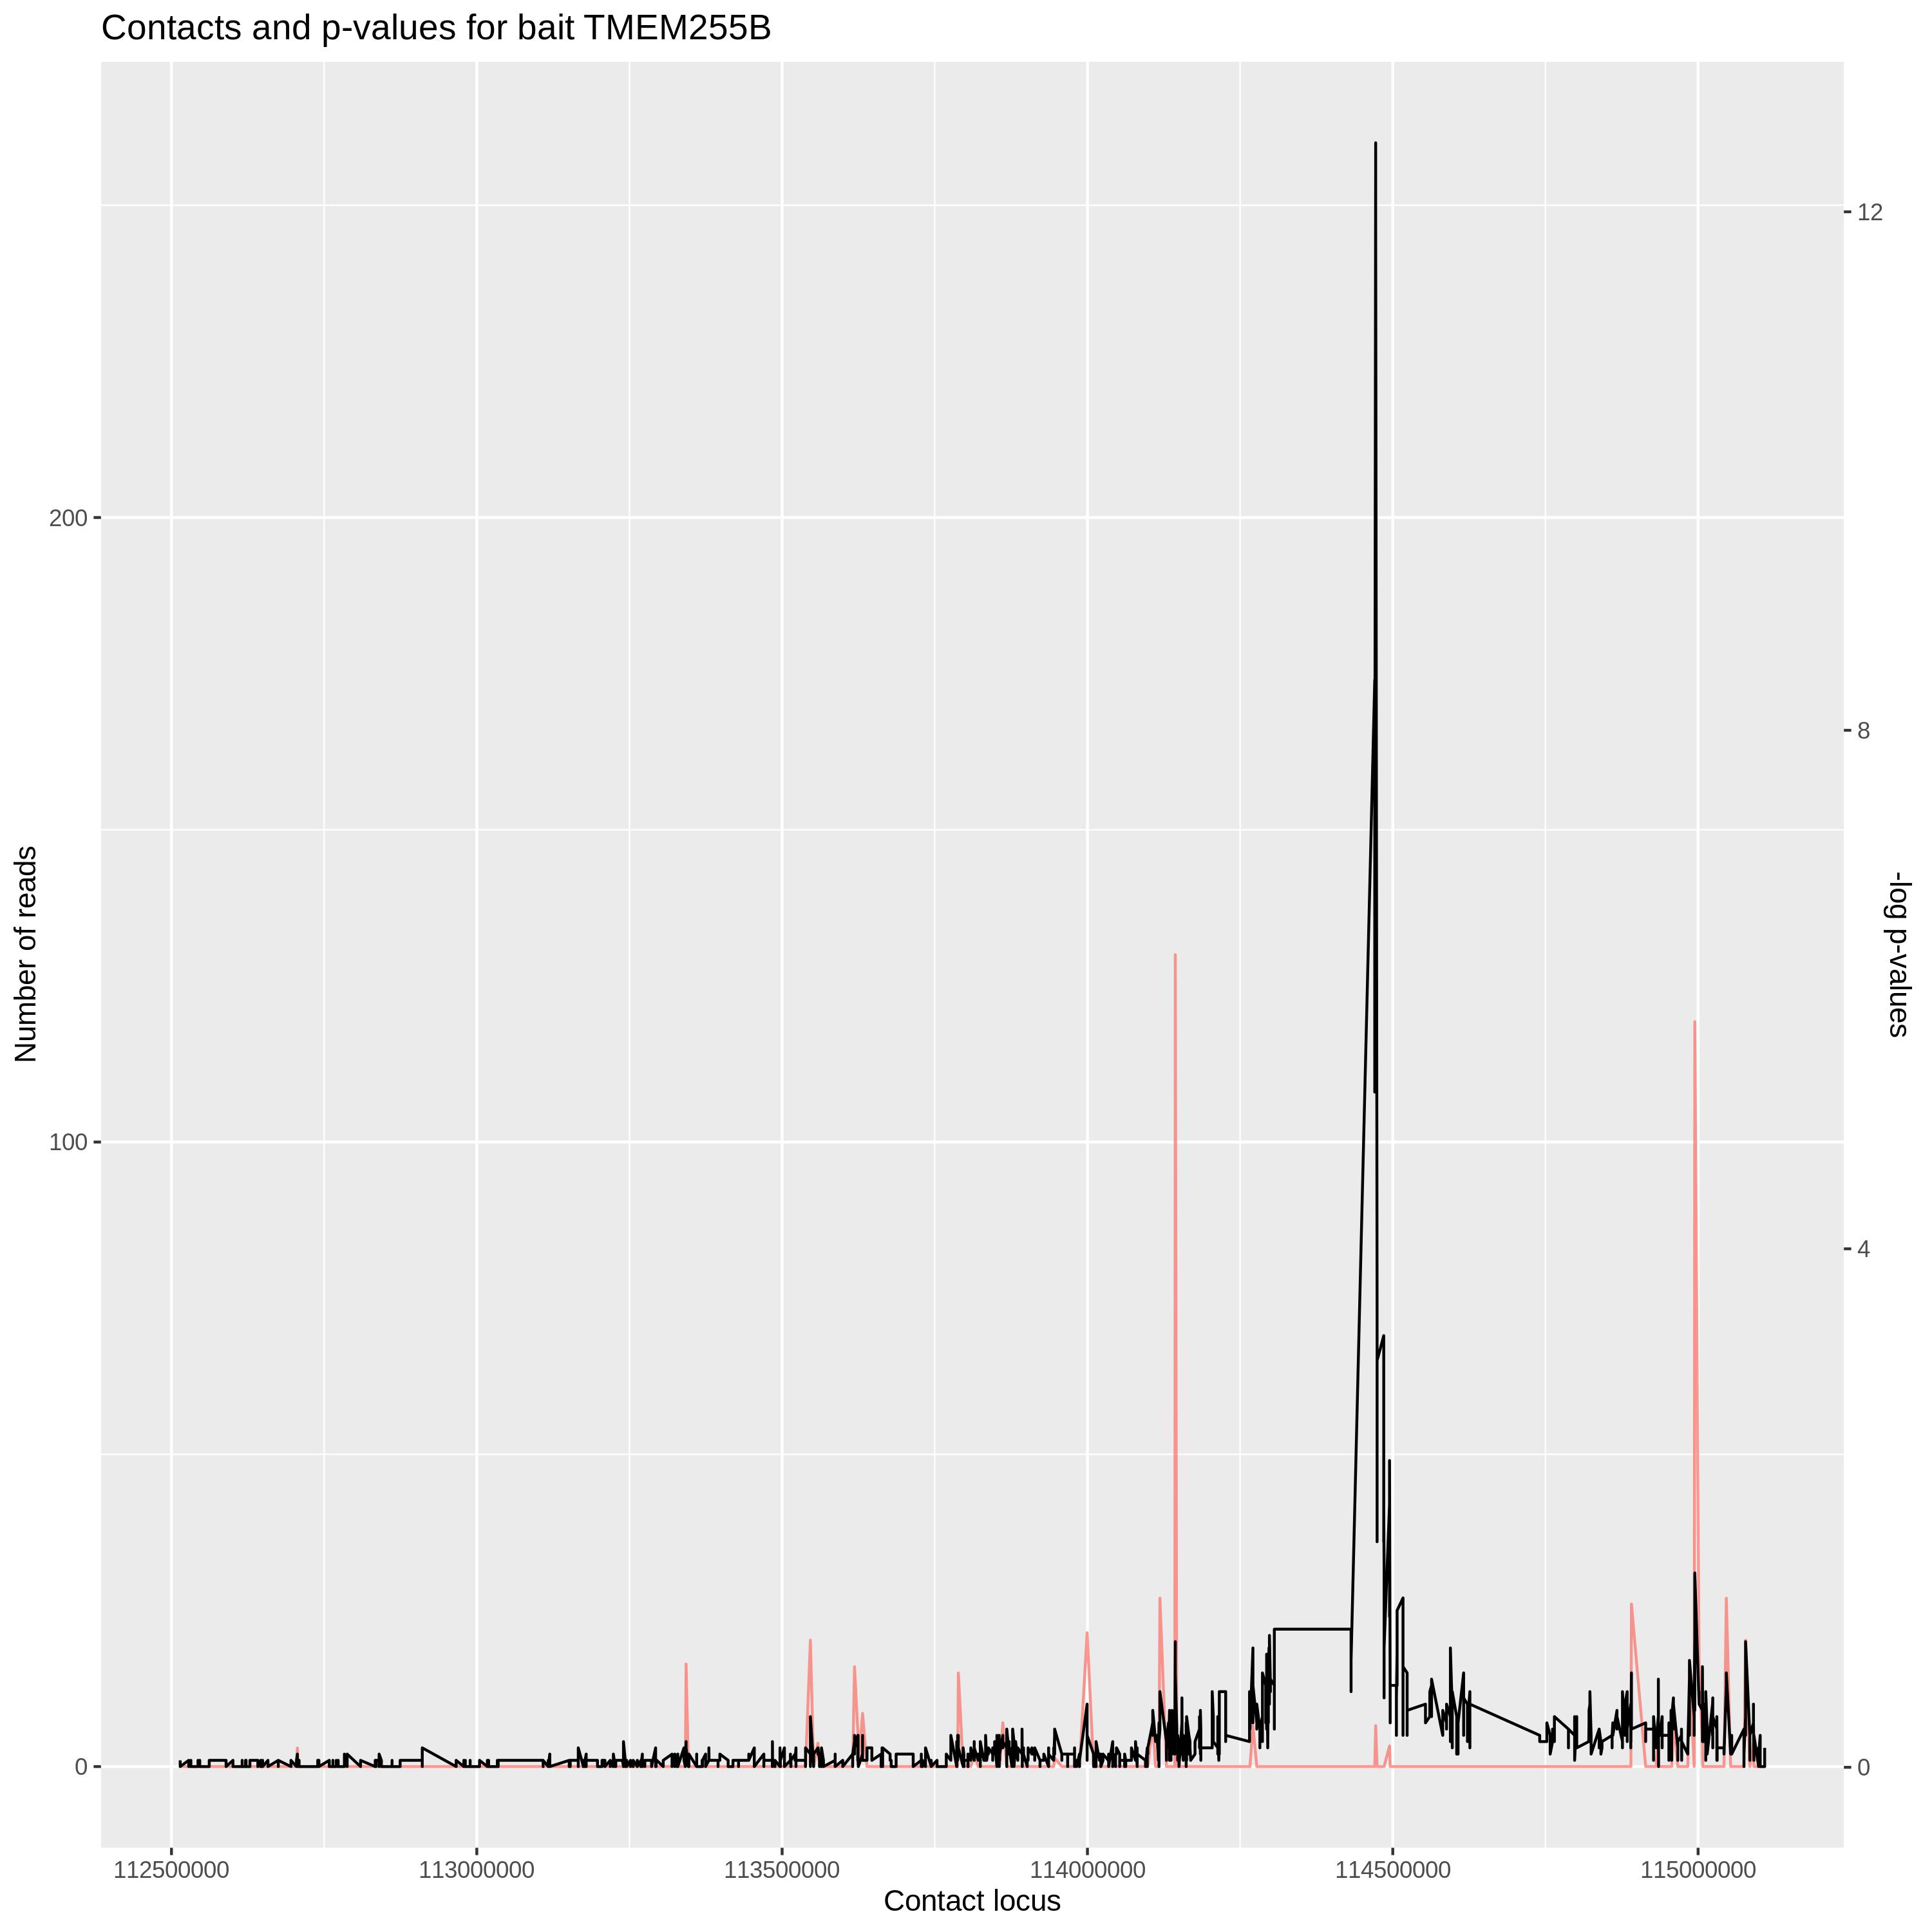 Contacts and p-values for bait TMEM255B
Number of reads
200
100
0
12
8
4
0
-log p-values
112500000 113000000 113500000 114000000 114500000 115000000
Contact locus